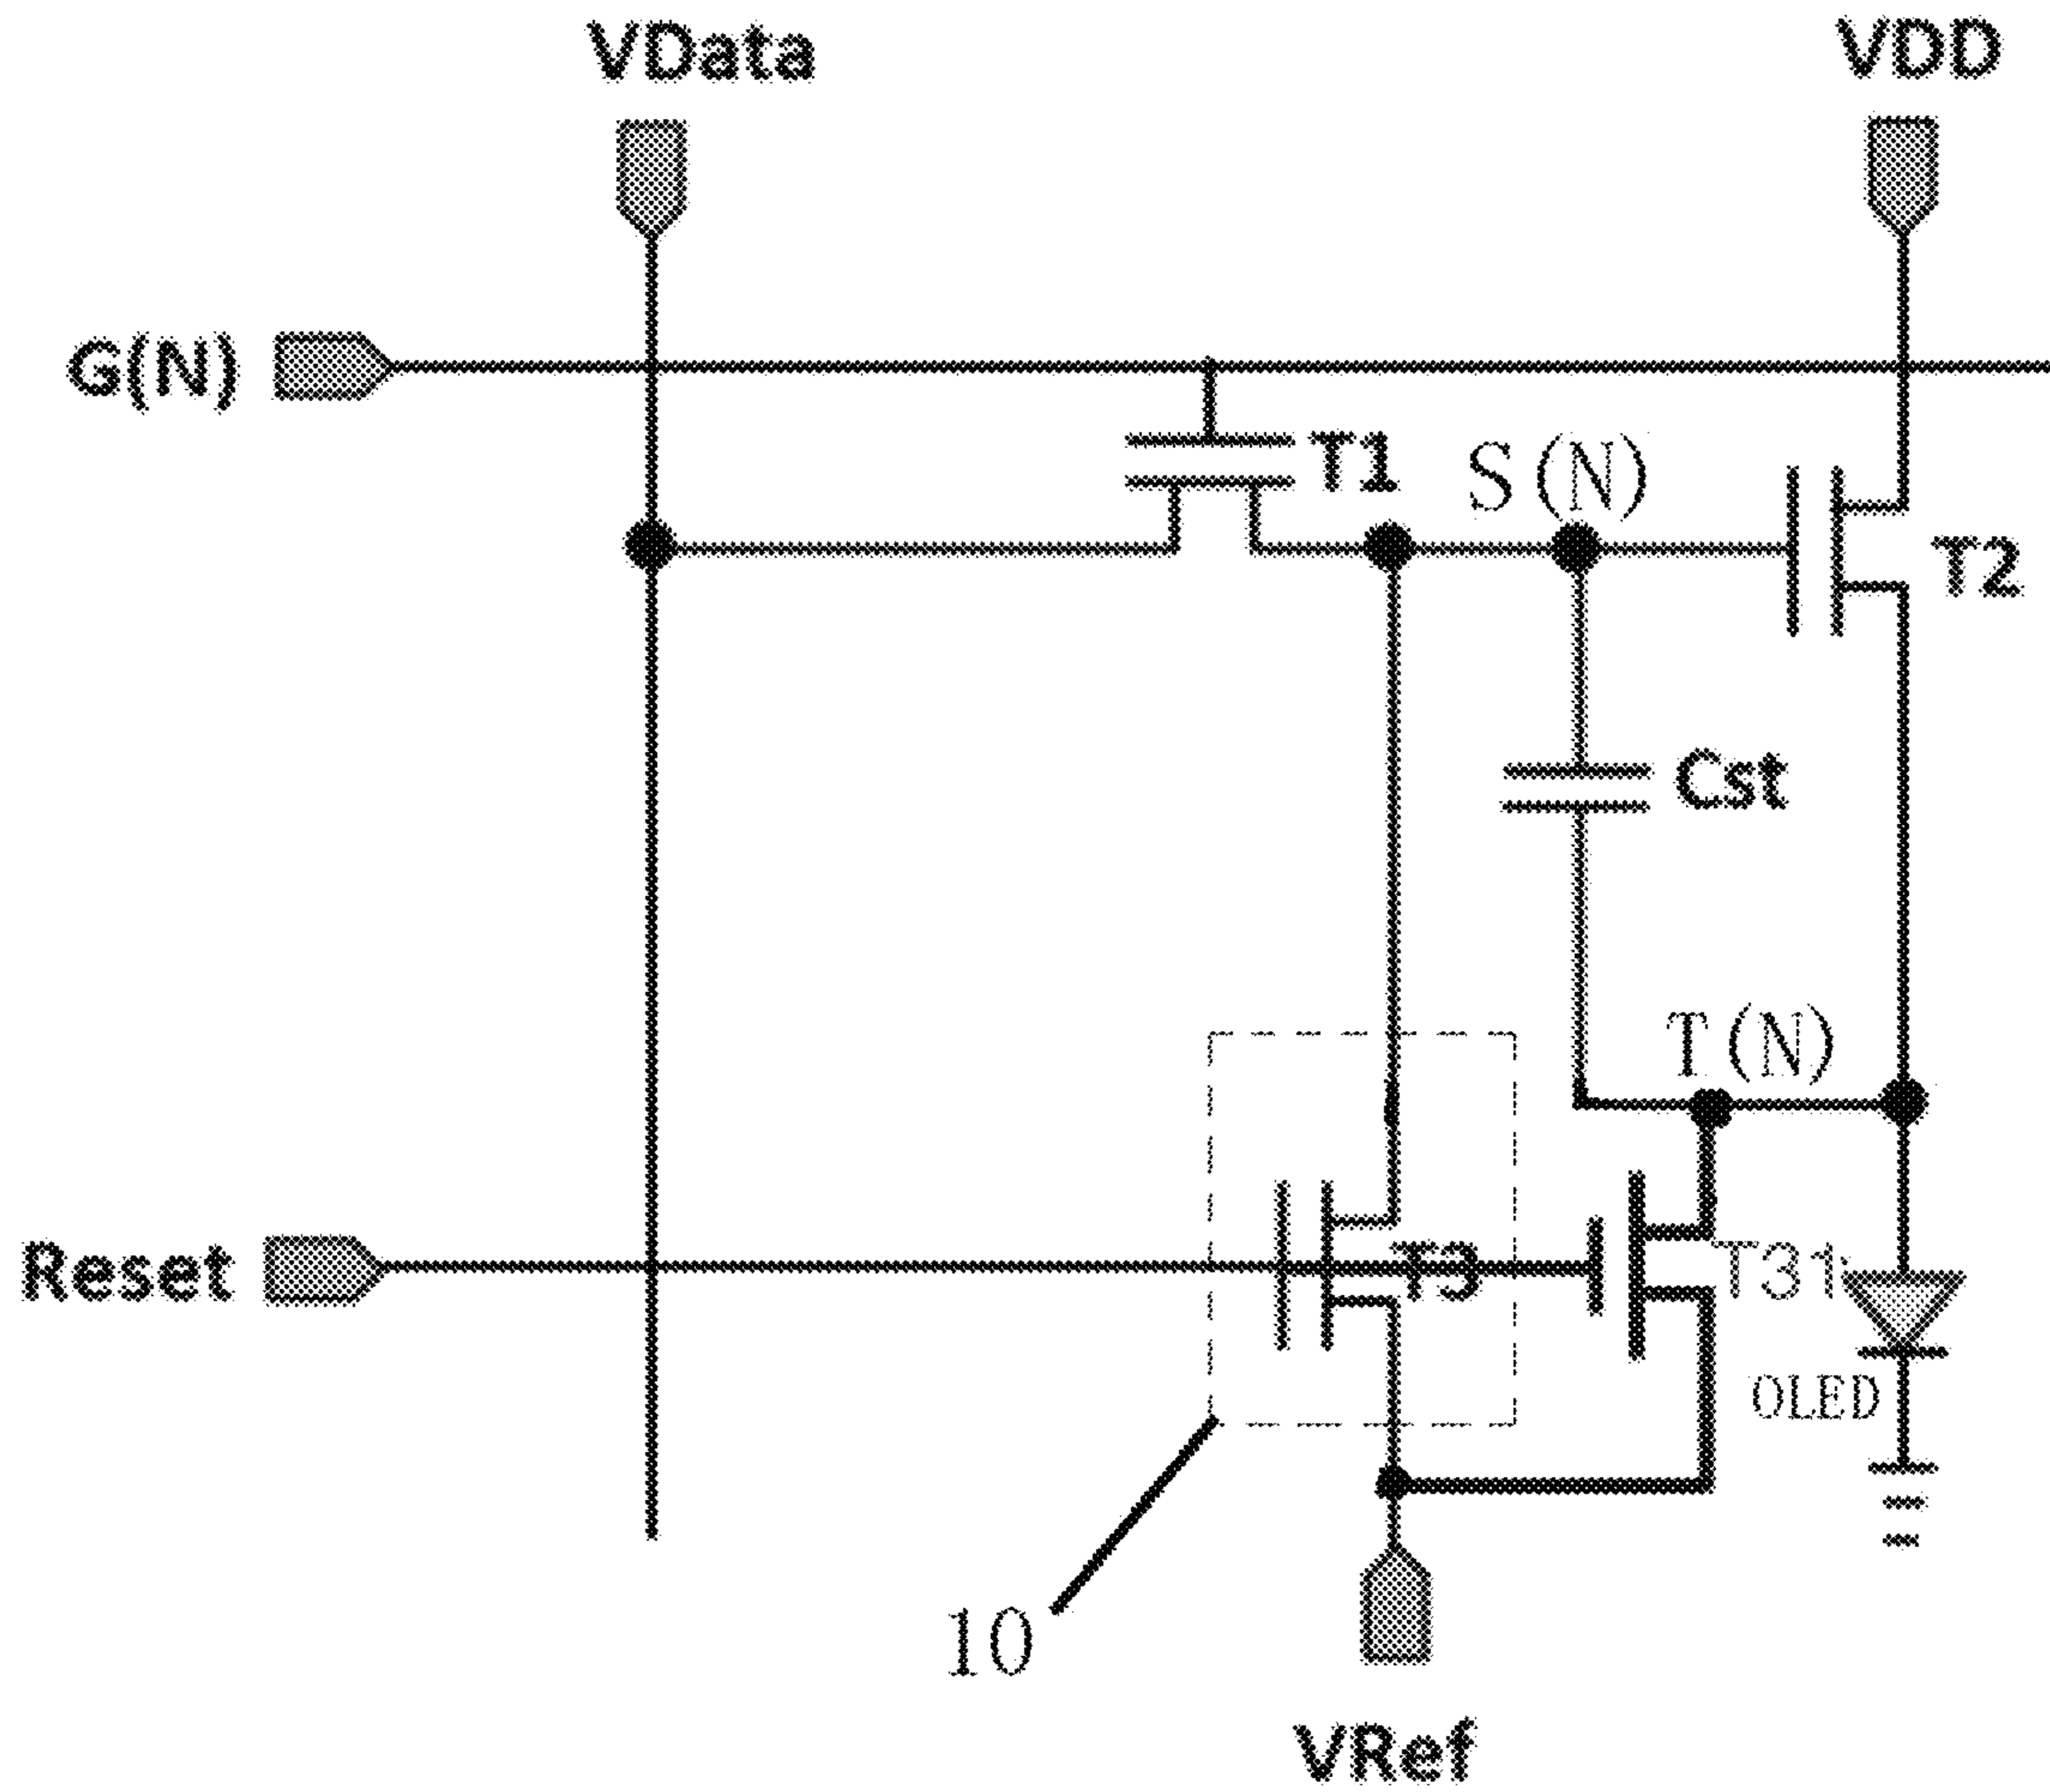 VData
VDD
G(N)
T1
S(N)
T2
Cst
T(N)
Reset
T3
T31
OLED
10
VRef